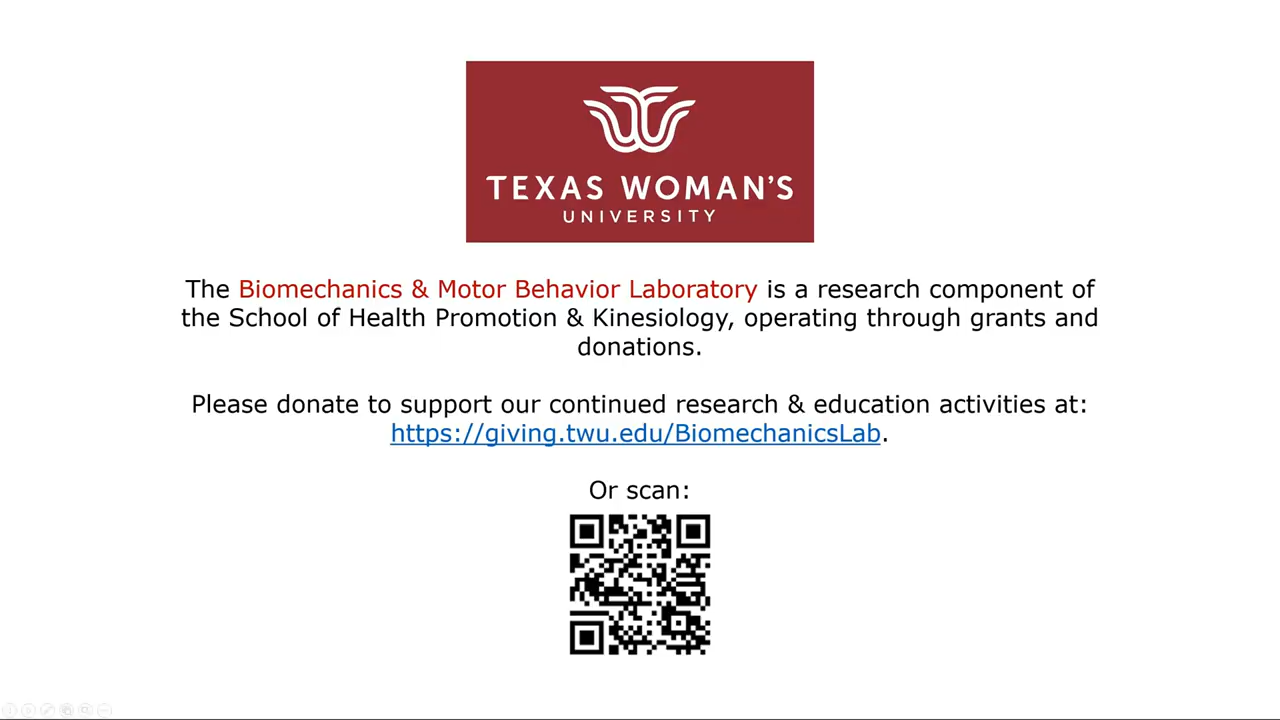 TEXAS WOMAN'S
UNIVERSITY
The Biomechanics & Motor Behavior Laboratory is a research component of
the School of Health Promotion & Kinesiology, operating through grants and
donations.
Please donate to support our continued research & education activities at:
https://giving.twu.edu/BiomechanicsLab.
Or scan: